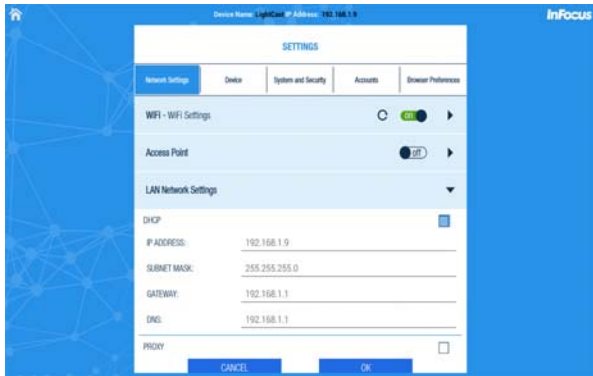 Device Name: LightCast IP Address: 192.168.1.9
InFocus
SETTINGS
Network Settings Device System and Security Accounts Browser Preferences
WIFI - WiFi Settings on
Access Point off
LAN Network Settings
DHCP
IP ADDRESS: 192.168.1.9
SUBNET MASK: 255.255.255.0
GATEWAY: 192.168.1.1
DNS: 192.168.1.1
PROXY
CANCEL OK